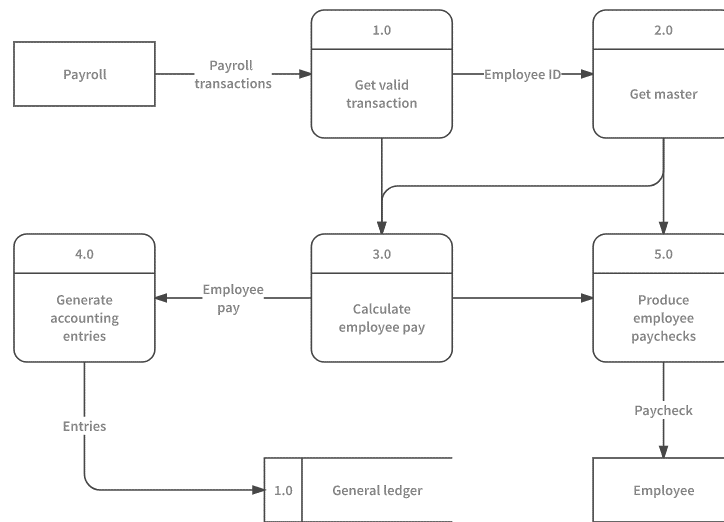 1.0
2.0
Payroll
Payroll
transactions
Get valid
transaction
Employee ID
Get master
4.0
3.0
5.0
Generate
accounting
entries
Employee
pay
Calculate
employee pay
Produce
employee
paychecks
Entries
Paycheck
1.0
General ledger
Employee